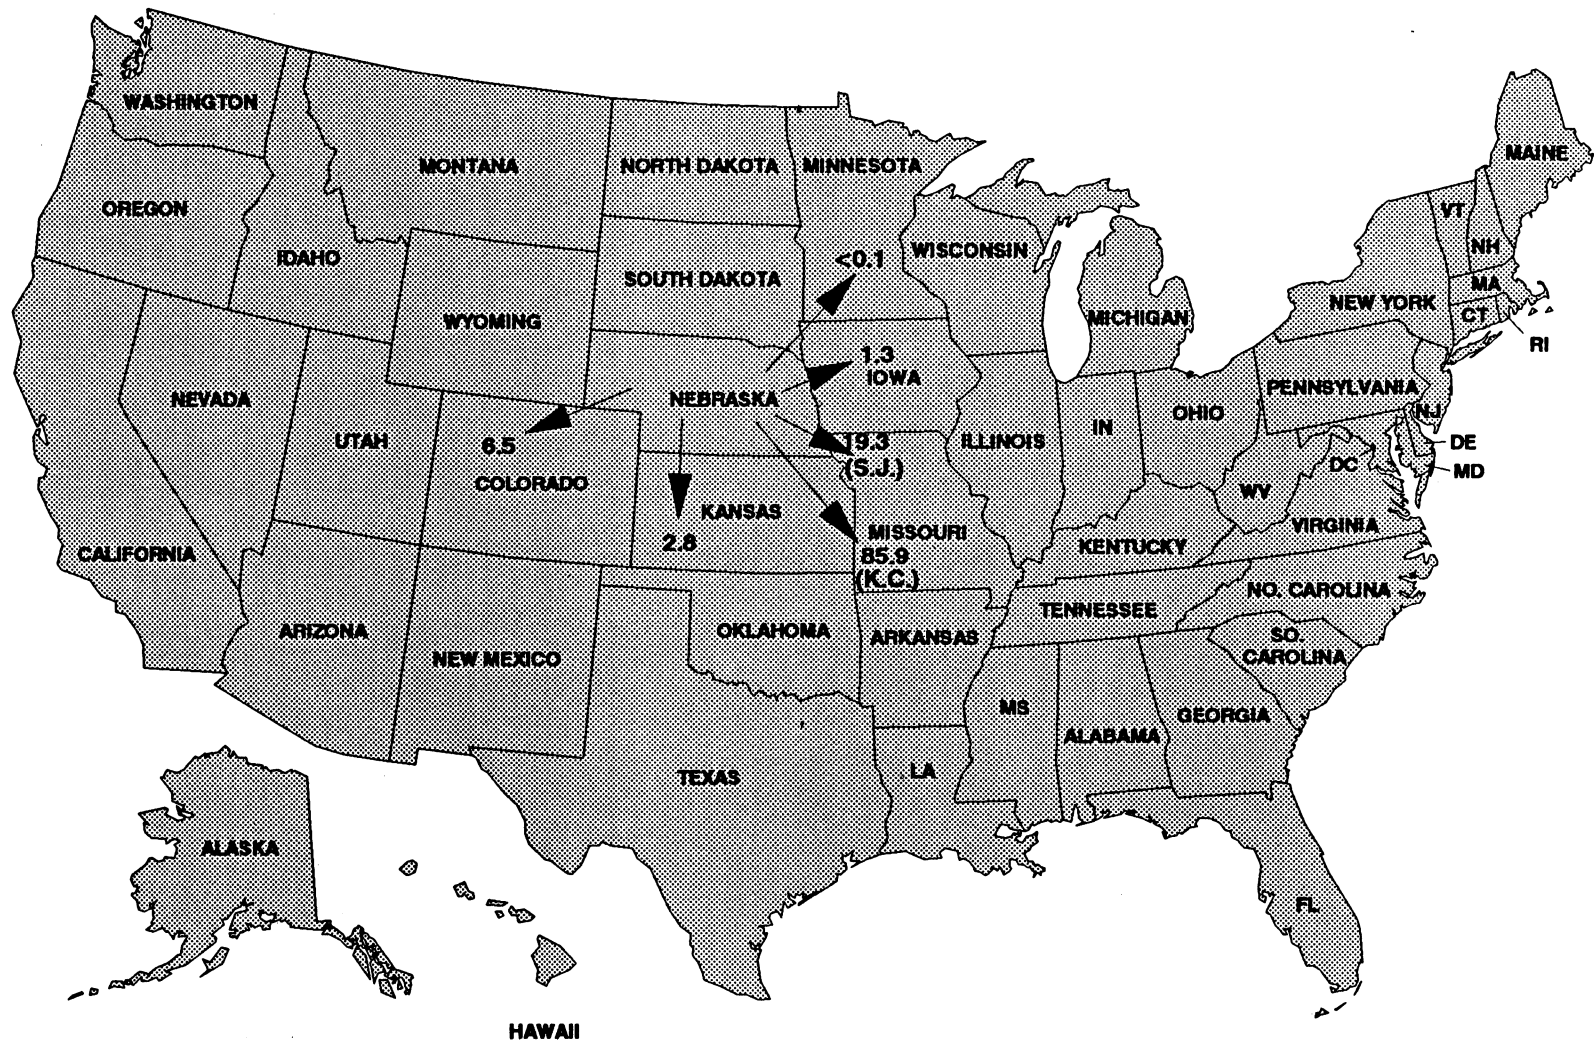 WASHINGTON
MONTANA
NORTH DAKOTA
MINNESOTA
MAINE
OREGON
VT
IDAHO
NH
WISCONSIN
<0.1
SOUTH DAKOTA
MA
NEW YORK
CT
WYOMING
MICHIGAN
RI
1.3
IOWA
PENNSYLVANIA
NEVADA
NEBRASKA
OHIO
NJ
IN
UTAH
6.5
19.3
(S.J.)
ILLINOIS
DE
DC
MD
COLORADO
WV
KANSAS
VIRGINIA
MISSOURI
2.8
KENTUCKY
CALIFORNIA
85.9
(K.C.)
NO. CAROLINA
TENNESSEE
ARIZONA
OKLAHOMA
ARKANSAS
SO.
CAROLINA
NEW MEXICO
MS
GEORGIA
ALABAMA
TEXAS
LA
ALASKA
FL
HAWAII